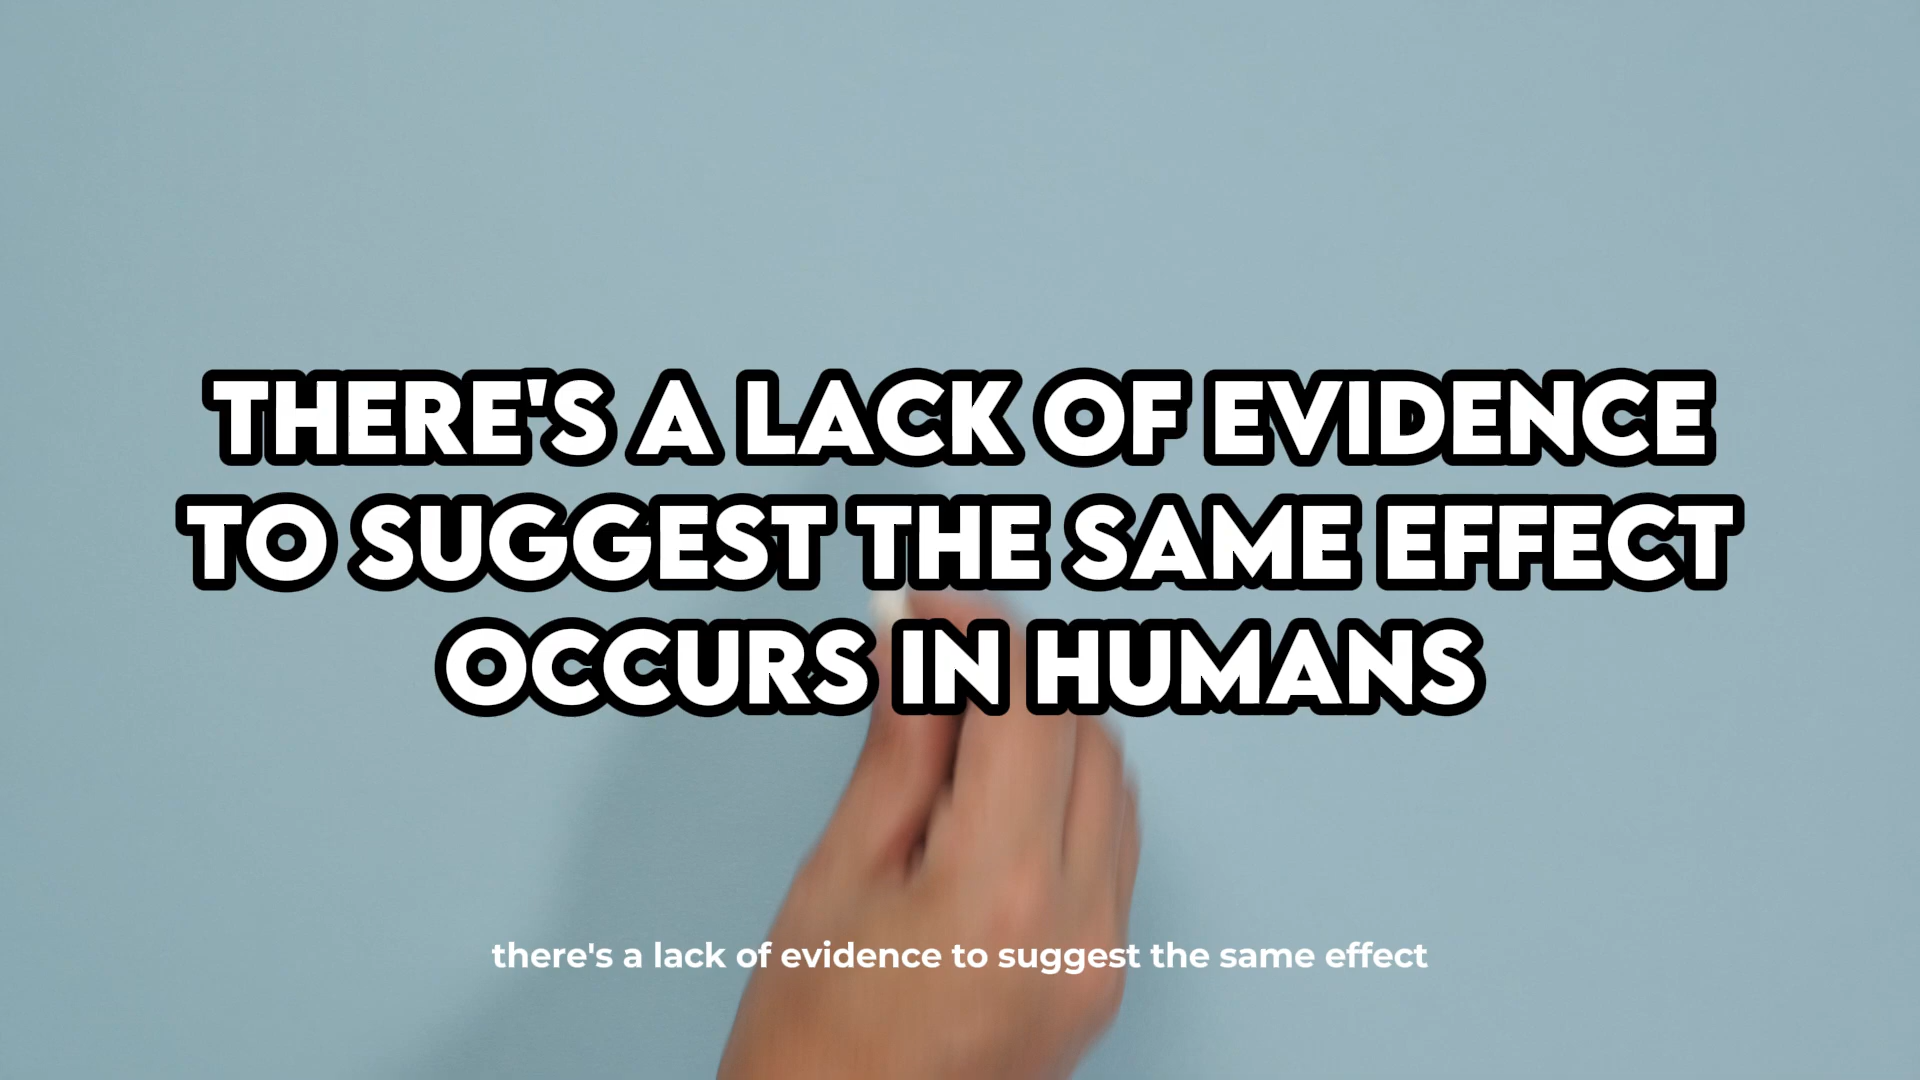 THERE'S A LACK OF EVIDENCE
TO SUGGEST THE SAME EFFECT
OCCURS IN HUMANS
there's a lack of evidence to suggest the same effect